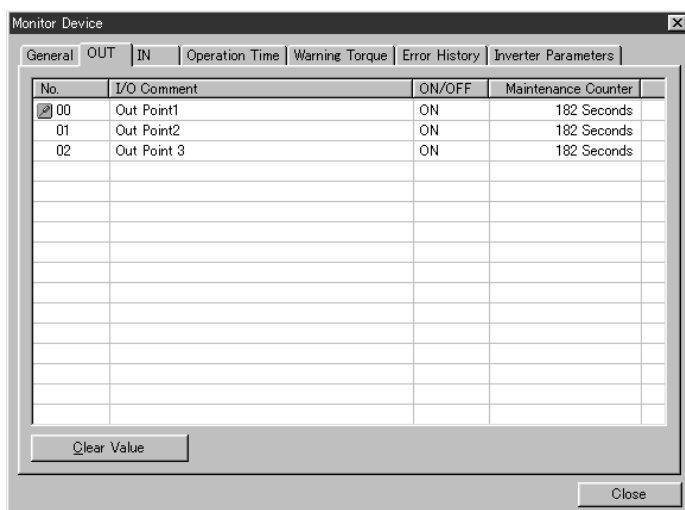 Monitor Device
General OUT IN Operation Time Warning Torque Error History Inverter Parameters
No. I/O Comment ON/OFF Maintenance Counter
00 Out Point1 ON 182 Seconds
01 Out Point2 ON 182 Seconds
02 Out Point 3 ON 182 Seconds
Clear Value
Close